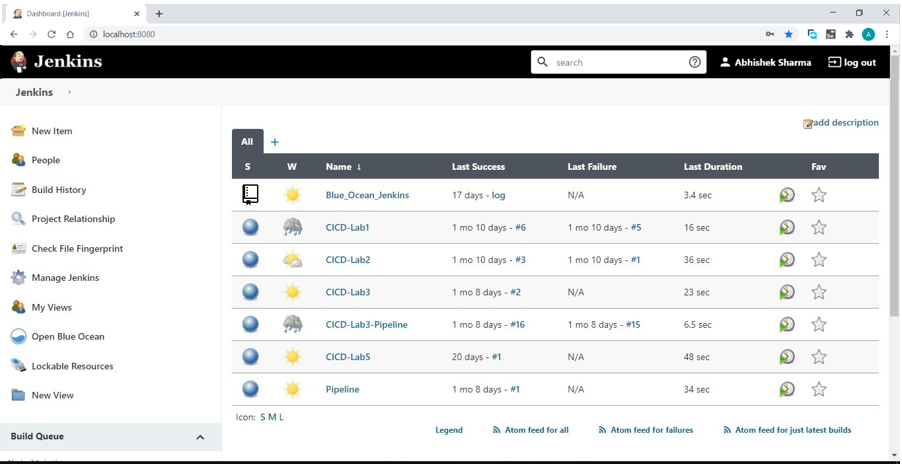 Dashboard [Jenkins]
localhost:8080
A
Jenkins
search
Abhishek Sharma
log out
Jenkins
New Item
People
Build History
Project Relationship
Check File Fingerprint
Manage Jenkins
My Views
Open Blue Ocean
Lockable Resources
New View
Build Queue
add description
All +
S W Name ↓ Last Success Last Failure Last Duration Fav
Blue_Ocean_Jenkins 17 days - log N/A 3.4 sec
CICD-Lab1 1 mo 10 days - #6 1 mo 10 days - #5 16 sec
CICD-Lab2 1 mo 10 days - #3 1 mo 10 days - #1 36 sec
CICD-Lab3 1 mo 8 days - #2 N/A 23 sec
CICD-Lab3-Pipeline 1 mo 8 days - #16 1 mo 8 days - #15 6.5 sec
CICD-Lab5 20 days - #1 N/A 48 sec
Pipeline 1 mo 8 days - #1 N/A 34 sec
Icon: S M L
Legend Atom feed for all Atom feed for failures Atom feed for just latest builds